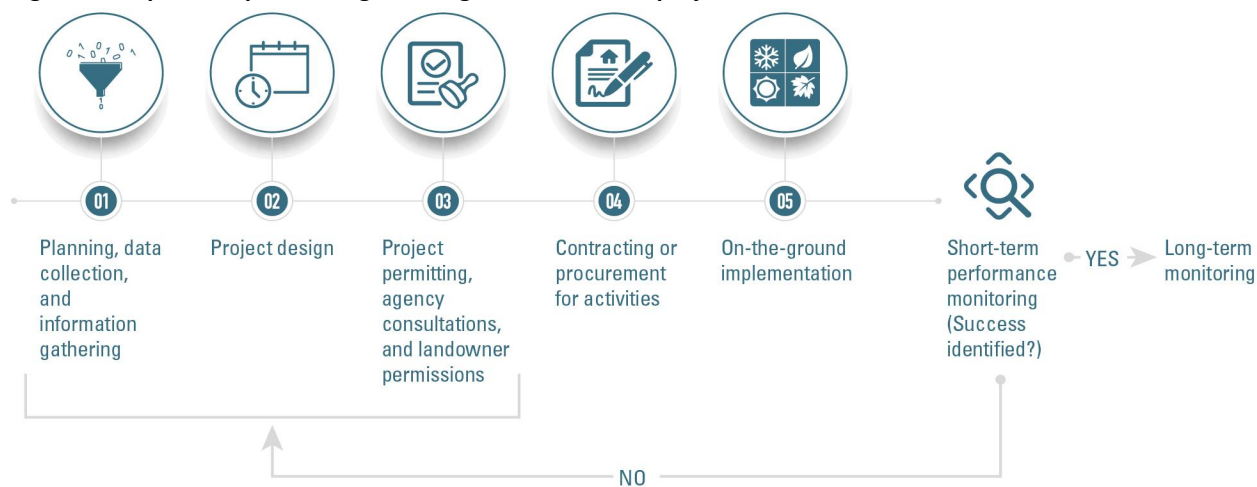 01
02
03
04
05
Planning, data
collection,
and
information
gathering
Project design
Project
permitting,
agency
consultations,
and landowner
permissions
Contracting or
procurement
for activities
On-the-ground
implementation
Short-term
performance
monitoring
(Success
identified?)
YES
Long-term
monitoring
NO